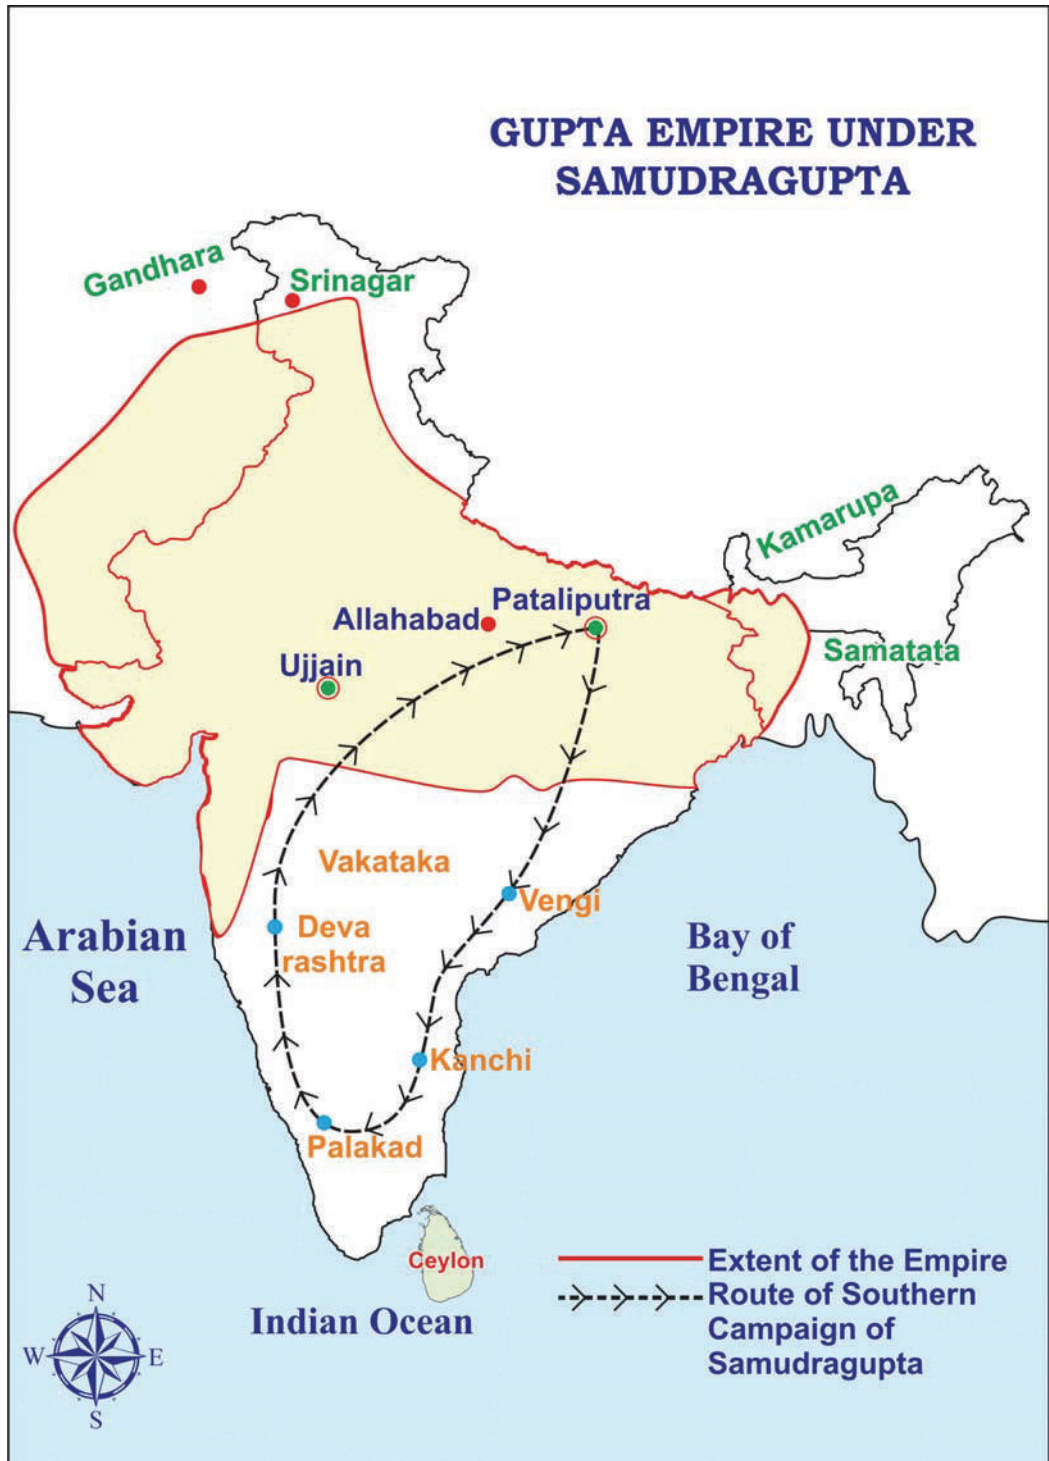 GUPTA EMPIRE UNDER
SAMUDRAGUPTA
Gandhara
Srinagar
Kamarupa
Pataliputra
Allahabad
Samatata
Ujjain
Vakataka
Vengi
Deva
rashtra
Arabian
Sea
Bay of
Bengal
Kanchi
Palakad
Ceylon
Extent of the Empire
Route of Southern
Campaign of
Samudragupta
Indian Ocean
N
W
E
S